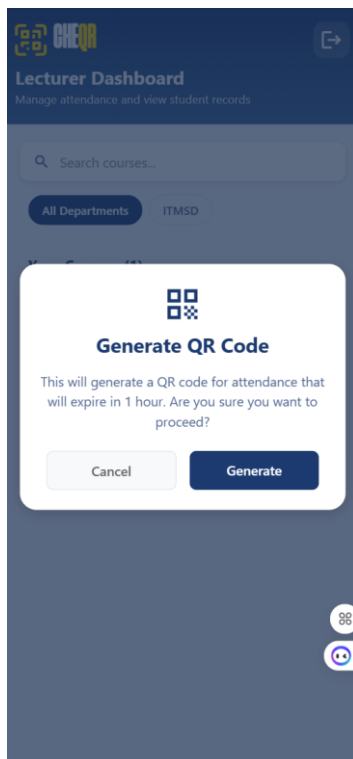 CHEQR
Lecturer Dashboard
Manage attendance and view student records
Search courses...
All Departments
ITMSD
Generate QR Code
This will generate a QR code for attendance that
will expire in 1 hour. Are you sure you want to
proceed?
Cancel
Generate